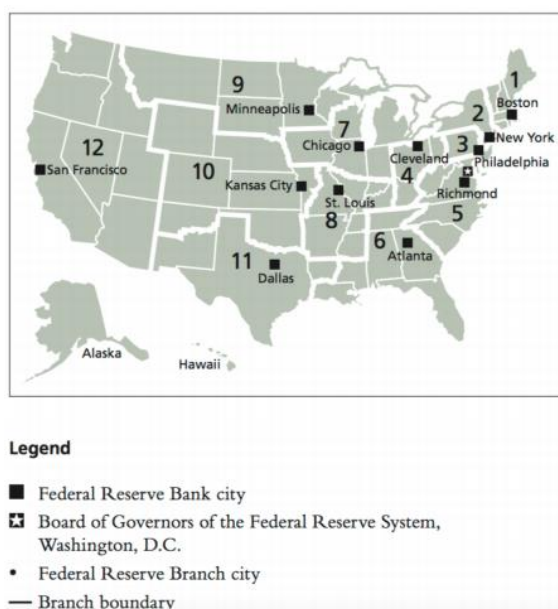 1
Boston
9
2
Minneapolis
New York
7
3
12
Chicago
Cleveland
Philadelphia
San Francisco
10
4
Kansas City
St. Louis
Richmond
8
5
6
11
Atlanta
Dallas
Alaska
Hawaii
Legend
Federal Reserve Bank city
Board of Governors of the Federal Reserve System,
Washington, D.C.
Federal Reserve Branch city
Branch boundary